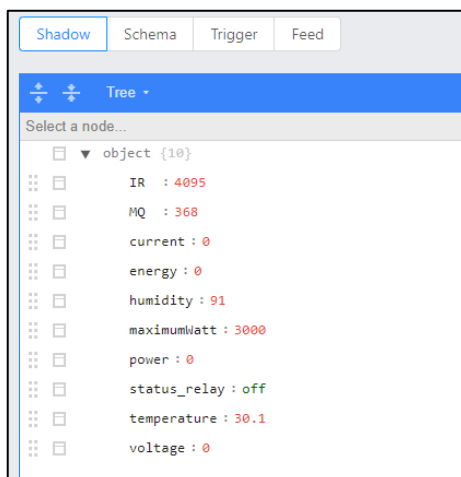 Shadow Schema Trigger Feed
Tree
Select a node...
object {10}
IR : 4095
MQ : 368
current : 0
energy : 0
humidity : 91
maximumWatt : 3000
power : 0
status_relay : off
temperature : 30.1
voltage : 0